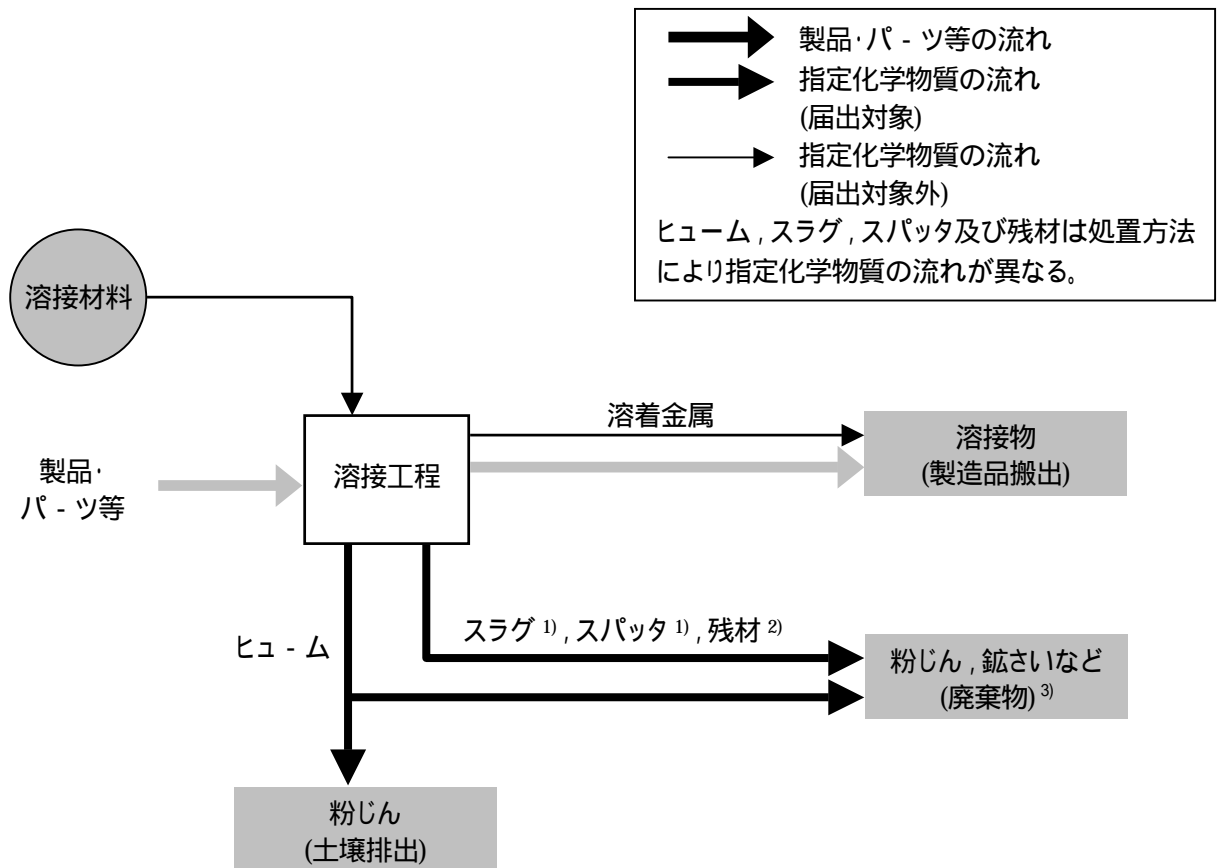 製品･パ - ツ等の流れ
指定化学物質の流れ
(届出対象)
指定化学物質の流れ
(届出対象外)
ヒューム , スラグ , スパッタ及び残材は処置方法
により指定化学物質の流れが異なる｡
溶接材料
溶着金属
溶接物
(製造品搬出)
製品･
パ - ツ等
溶接工程
スラグ 1) , スパッタ 1) , 残材 2)
ヒュ - ム
粉じん , 鉱さいなど
(廃棄物) 3)
粉じん
(土壌排出)